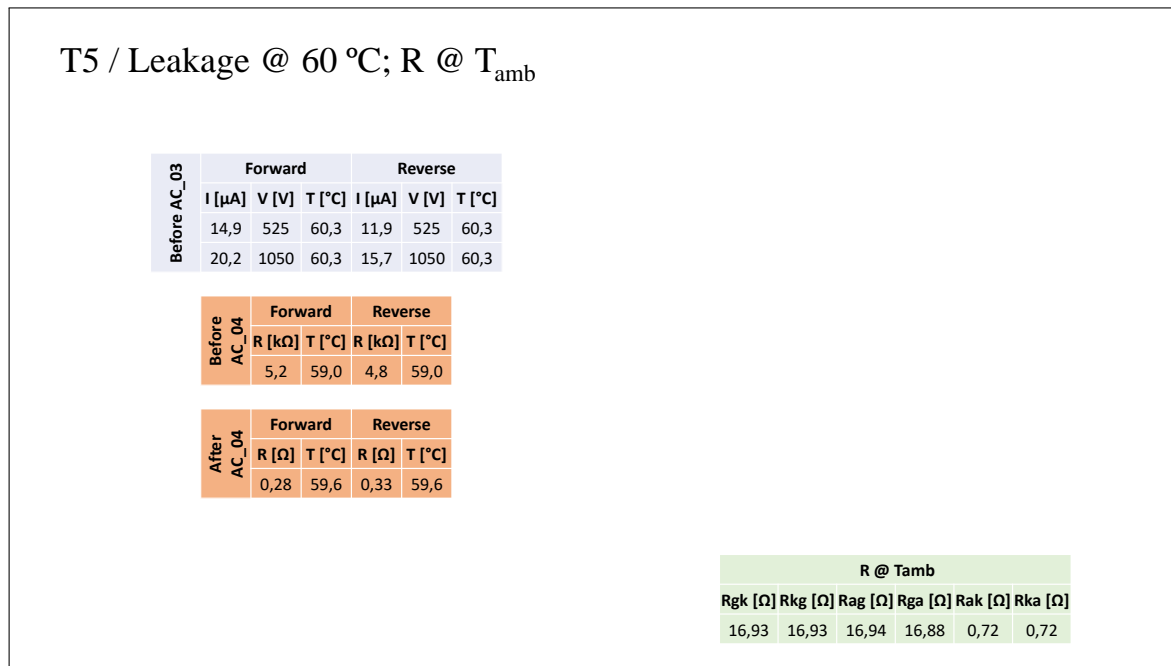 T5 / Leakage @ 60 ºC; R @ Tamb
Before AC_03
Forward Reverse
I [µA] V [V] T [°C] I [µA] V [V] T [°C]
14,9 525 60,3 11,9 525 60,3
20,2 1050 60,3 15,7 1050 60,3
Before
AC_04
Forward Reverse
R [kΩ] T [°C] R [kΩ] T [°C]
5,2 59,0 4,8 59,0
After
AC_04
Forward Reverse
R [Ω] T [°C] R [Ω] T [°C]
0,28 59,6 0,33 59,6
R @ Tamb
Rgk [Ω] Rkg [Ω] Rag [Ω] Rga [Ω] Rak [Ω] Rka [Ω]
16,93 16,93 16,94 16,88 0,72 0,72